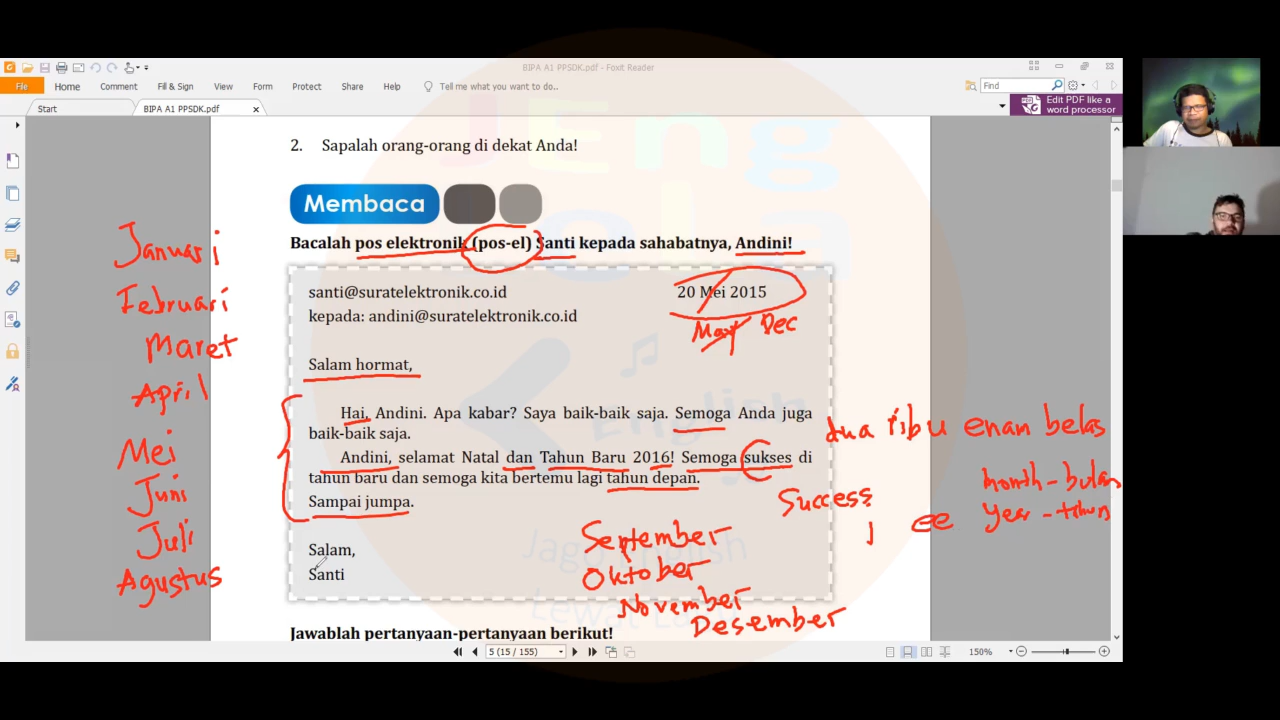 BIPA A1 PPSDK.pdf - Foxit Reader
File Home Comment Fill & Sign View Form Protect Share Help Tell me what you want to do.. Find
Start BIPA A1 PPSDK.pdf Edit PDF like a
word processor
2. Sapalah orang-orang di dekat Anda!
Membaca
Bacalah pos elektronik (pos-el) Santi kepada sahabatnya, Andini!
santi@suratelektronik.co.id 20 Mei 2015
kepada: andini@suratelektronik.co.id
May Dec
Salam hormat,
Hai, Andini. Apa kabar? Saya baik-baik saja. Semoga Anda juga
baik-baik saja.
Andini, selamat Natal dan Tahun Baru 2016! Semoga sukses di
tahun baru dan semoga kita bertemu lagi tahun depan.
Sampai jumpa.
Salam,
Santi
Jawablah pertanyaan-pertanyaan berikut!
Januari
Februari
Maret
April
Mei
Juni
Juli
Agustus
September
Oktober
November
Desember
dua ribu enam belas
Success
month - bulan
year - tahun
ee
JEng
Lola
English
Jago English
5 (15 / 155) 150%